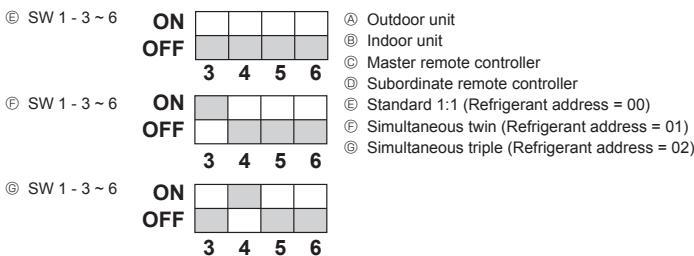 Ⓔ SW 1 - 3 ~ 6
ON
OFF
3 4 5 6
Ⓕ SW 1 - 3 ~ 6
ON
OFF
3 4 5 6
Ⓖ SW 1 - 3 ~ 6
ON
OFF
3 4 5 6
Ⓐ Outdoor unit
Ⓑ Indoor unit
Ⓒ Master remote controller
Ⓓ Subordinate remote controller
Ⓔ Standard 1:1 (Refrigerant address = 00)
Ⓕ Simultaneous twin (Refrigerant address = 01)
Ⓖ Simultaneous triple (Refrigerant address = 02)